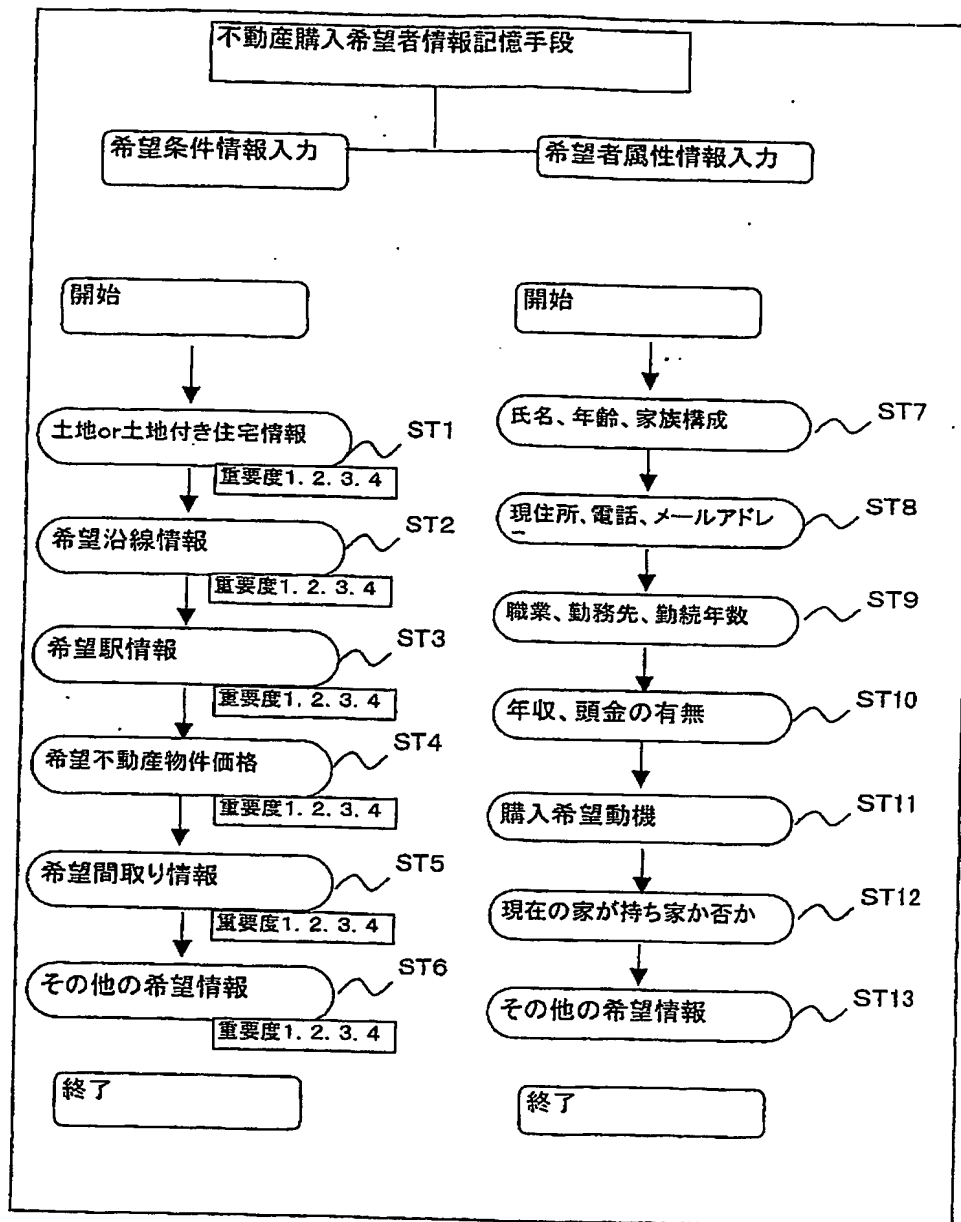 不動産購入希望者情報記憶手段
希望条件情報入力
希望者属性情報入力
開始
土地or土地付き住宅情報
ST1
重要度1.2.3.4
希望沿線情報
ST2
重要度1.2.3.4
希望駅情報
ST3
重要度1.2.3.4
希望不動産物件価格
ST4
重要度1.2.3.4
希望間取り情報
ST5
重要度1.2.3.4
その他の希望情報
ST6
重要度1.2.3.4
終了
開始
氏名、年齢、家族構成
ST7
現住所、電話、メールアドレ
ST8
職業、勤務先、勤続年数
ST9
年収、頭金の有無
ST10
購入希望動機
ST11
現在の家が持ち家か否か
ST12
その他の希望情報
ST13
終了